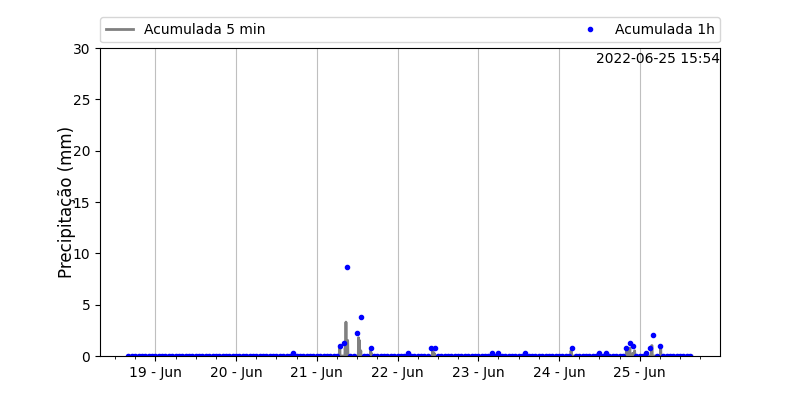 Acumulada 5 min
Acumulada 1h
2022-06-25 15:54
Precipitação (mm)
30
25
20
15
10
5
0
19 - Jun
20 - Jun
21 - Jun
22 - Jun
23 - Jun
24 - Jun
25 - Jun